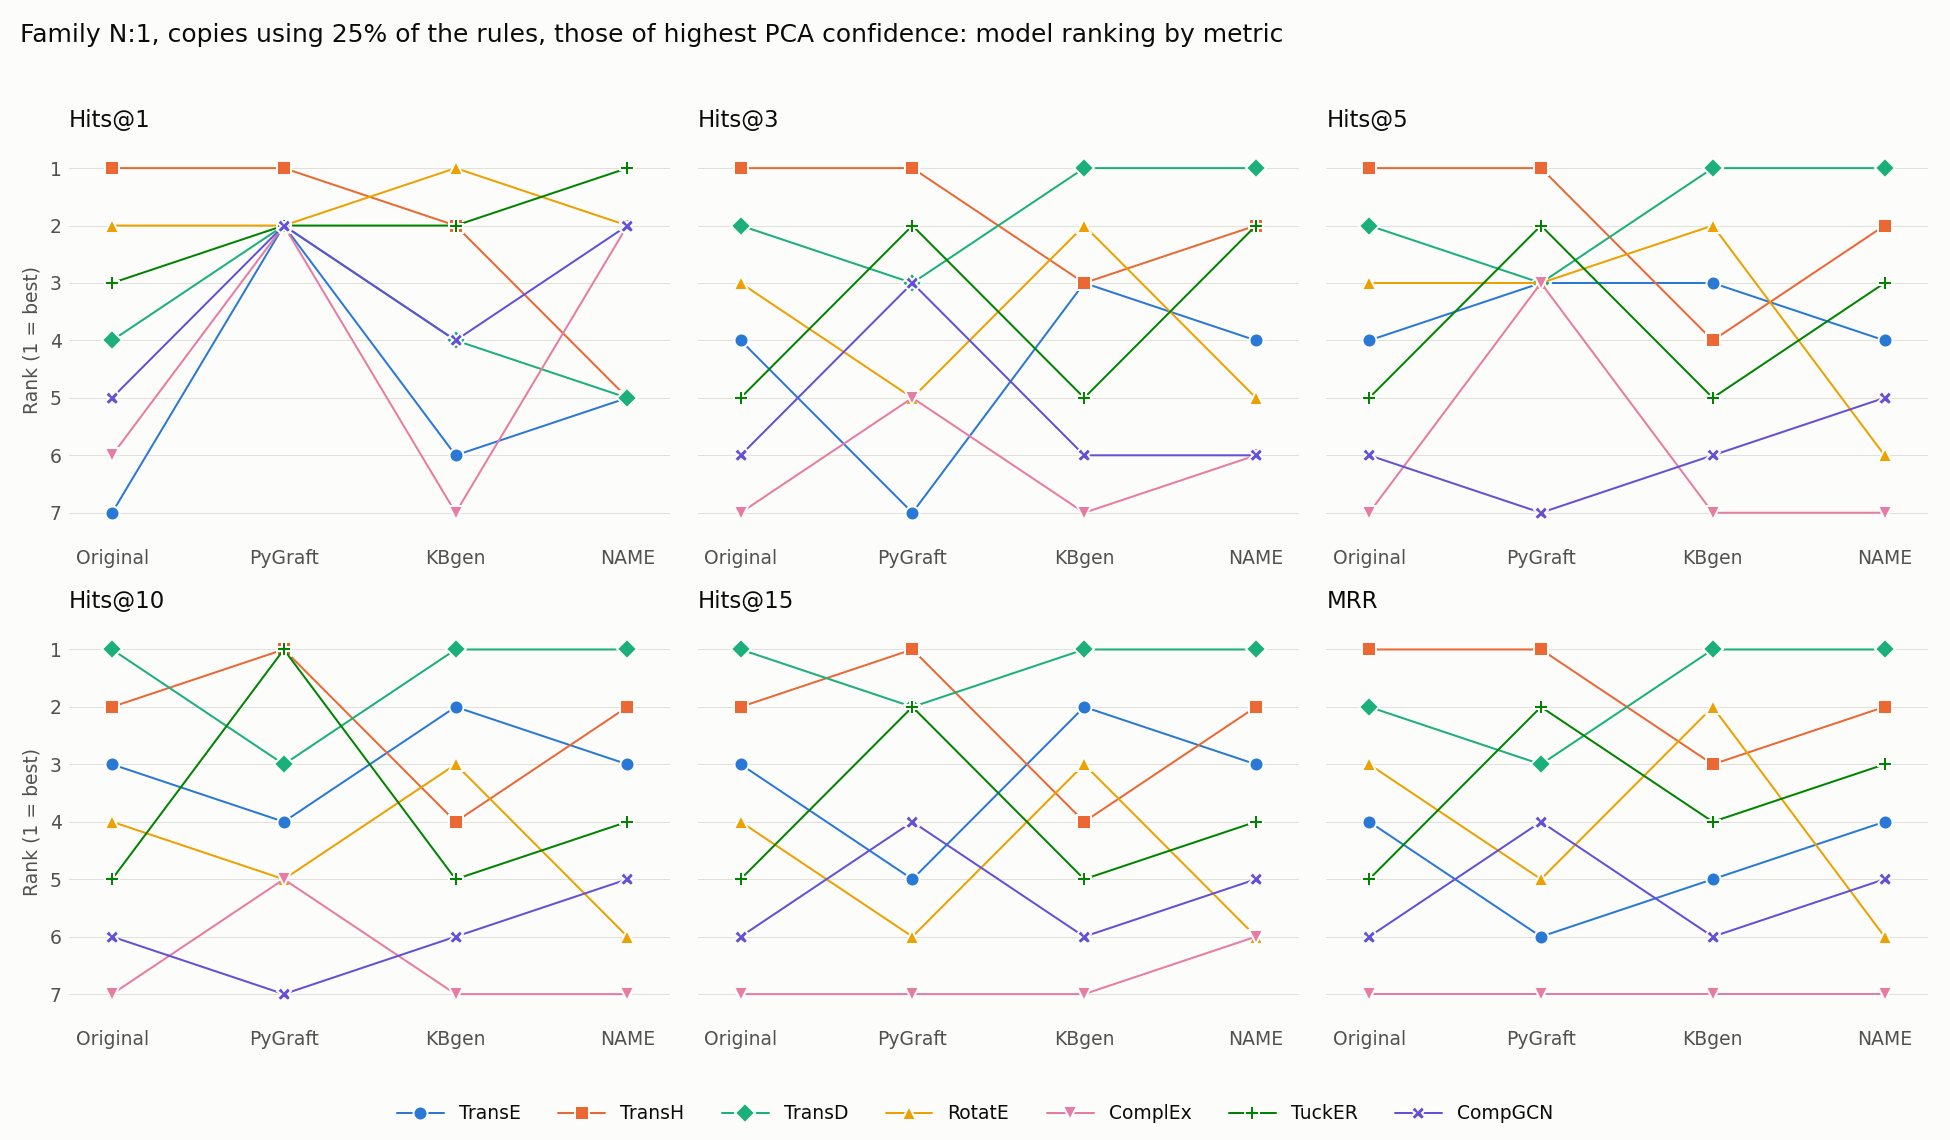 Family N:1, copies using 25% of the rules, those of highest PCA confidence: model ranking by metric
Hits@1
Hits@3
Hits@5
Rank (1 = best)
1
2
3
4
5
6
7
Original
PyGraft
KBgen
NAME
Original
PyGraft
KBgen
NAME
Original
PyGraft
KBgen
NAME
Hits@10
Hits@15
MRR
Rank (1 = best)
1
2
3
4
5
6
7
Original
PyGraft
KBgen
NAME
Original
PyGraft
KBgen
NAME
Original
PyGraft
KBgen
NAME
TransE
TransH
TransD
RotatE
ComplEx
TuckER
CompGCN